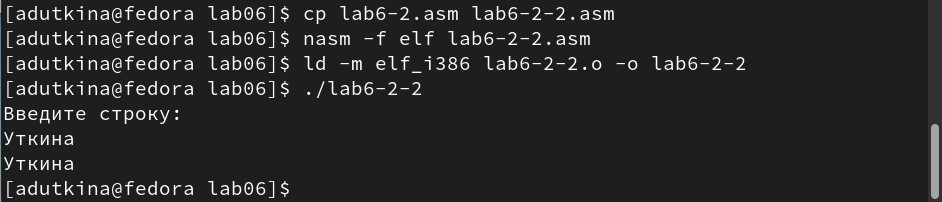 [adutkina@fedora lab06]$ cp lab6-2.asm lab6-2-2.asm
[adutkina@fedora lab06]$ nasm -f elf lab6-2-2.asm
[adutkina@fedora lab06]$ ld -m elf_i386 lab6-2-2.o -o lab6-2-2
[adutkina@fedora lab06]$ ./lab6-2-2
Введите строку:
Уткина
Уткина
[adutkina@fedora lab06]$